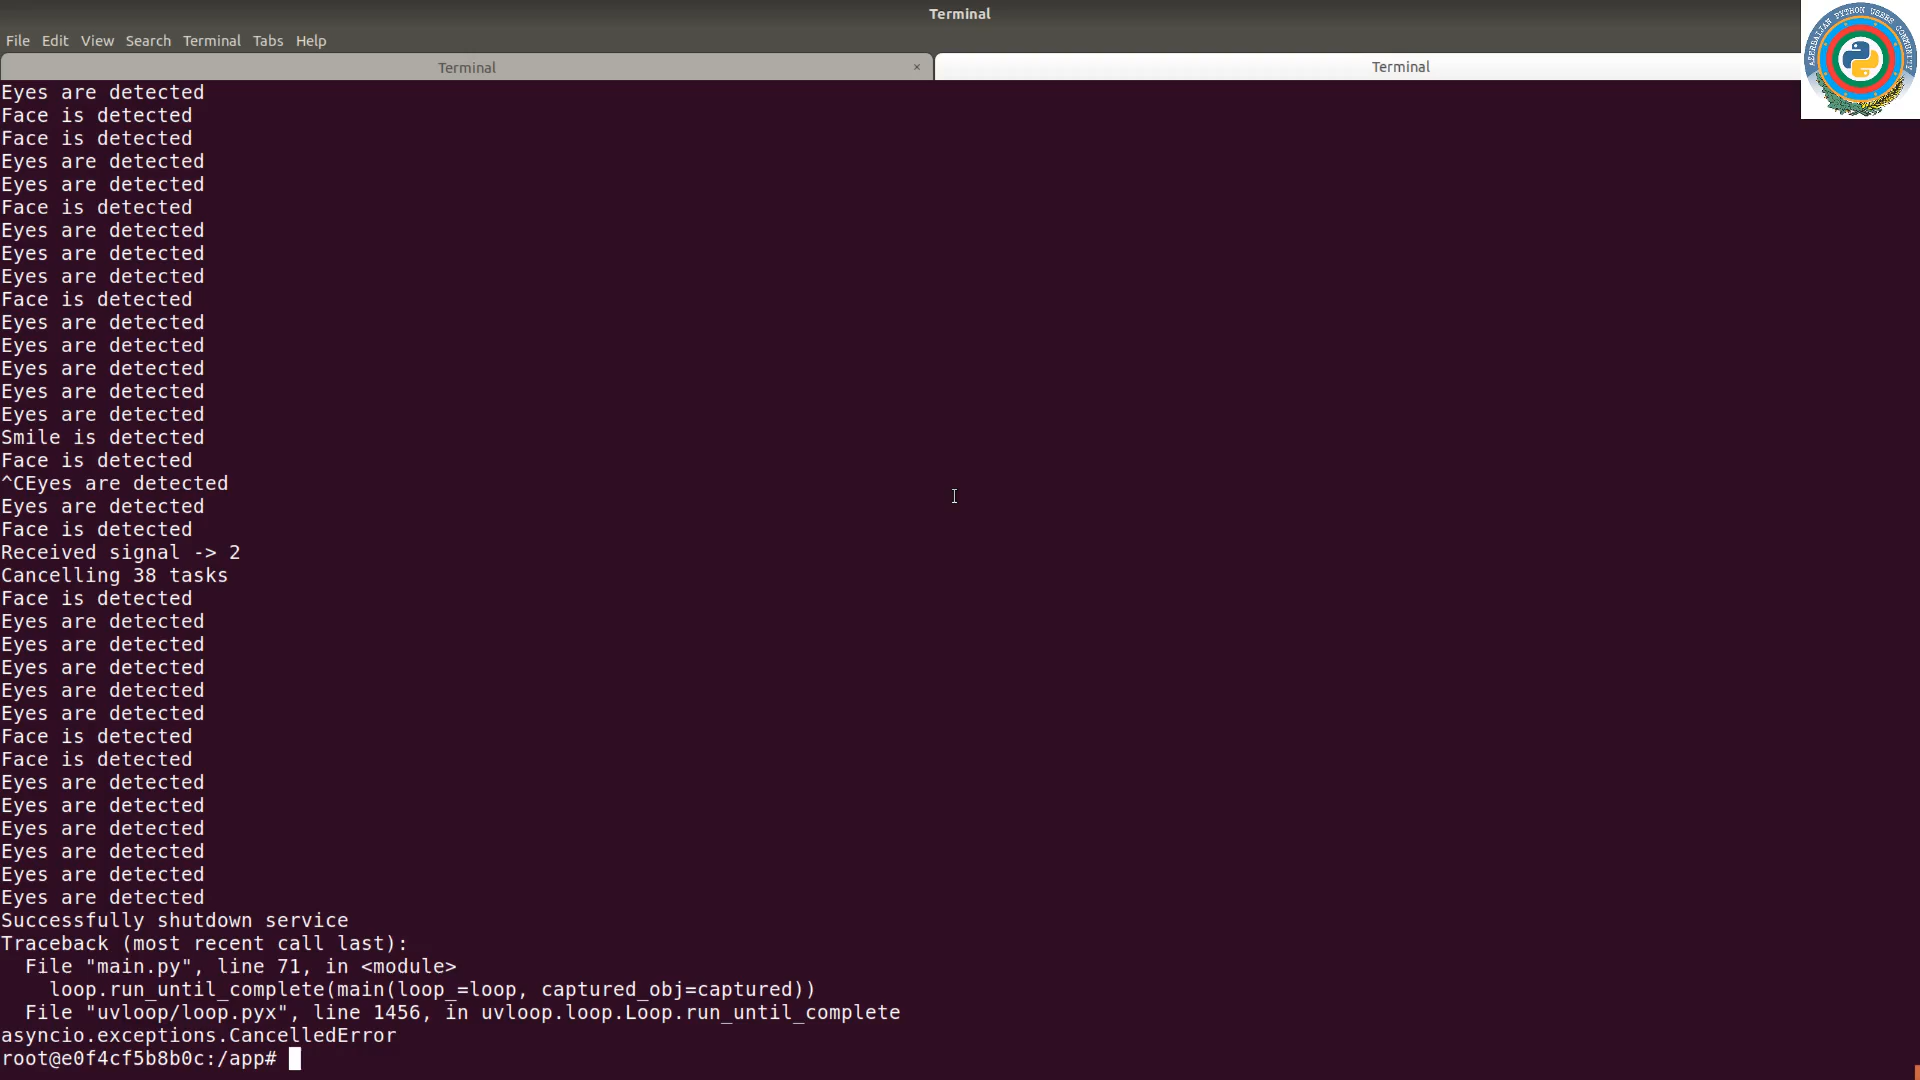 Terminal
File Edit View Search Terminal Tabs Help
Terminal × Terminal
AZERBAIJAN PYTHON USERS COMMUNITY
Eyes are detected
Face is detected
Face is detected
Eyes are detected
Eyes are detected
Face is detected
Eyes are detected
Eyes are detected
Eyes are detected
Face is detected
Eyes are detected
Eyes are detected
Eyes are detected
Eyes are detected
Eyes are detected
Smile is detected
Face is detected
^CEyes are detected
Eyes are detected
Face is detected
Received signal -> 2
Cancelling 38 tasks
Face is detected
Eyes are detected
Eyes are detected
Eyes are detected
Eyes are detected
Eyes are detected
Face is detected
Face is detected
Eyes are detected
Eyes are detected
Eyes are detected
Eyes are detected
Eyes are detected
Eyes are detected
Successfully shutdown service
Traceback (most recent call last):
  File "main.py", line 71, in <module>
    loop.run_until_complete(main(loop_=loop, captured_obj=captured))
  File "uvloop/loop.pyx", line 1456, in uvloop.loop.Loop.run_until_complete
asyncio.exceptions.CancelledError
root@e0f4cf5b8b0c:/app#